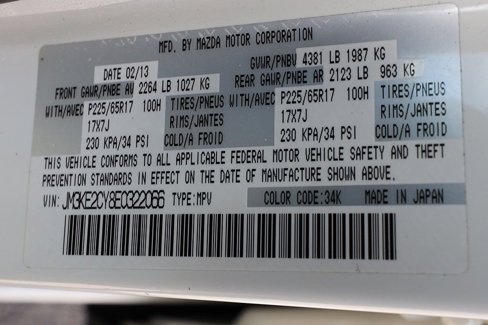 MFD. BY MAZDA MOTOR CORPORATION
DATE 02/13 GVWR/PNBV 4381 LB 1987 KG
FRONT GAWR/PNBE AV 2264 LB 1027 KG REAR GAWR/PNBE AR 2123 LB 963 KG
WITH/AVEC P225/65R17 100H TIRES/PNEUS P225/65R17 100H TIRES/PNEUS
17X7J RIMS/JANTES WITH/AVEC 17X7J RIMS/JANTES
230 KPA/34 PSI COLD/A FROID 230 KPA/34 PSI COLD/A FROID
THIS VEHICLE CONFORMS TO ALL APPLICABLE FEDERAL MOTOR VEHICLE SAFETY AND THEFT
PREVENTION STANDARDS IN EFFECT ON THE DATE OF MANUFACTURE SHOWN ABOVE.
VIN: JM3KE2CY8E0322066 TYPE: MPV COLOR CODE: 34K MADE IN JAPAN